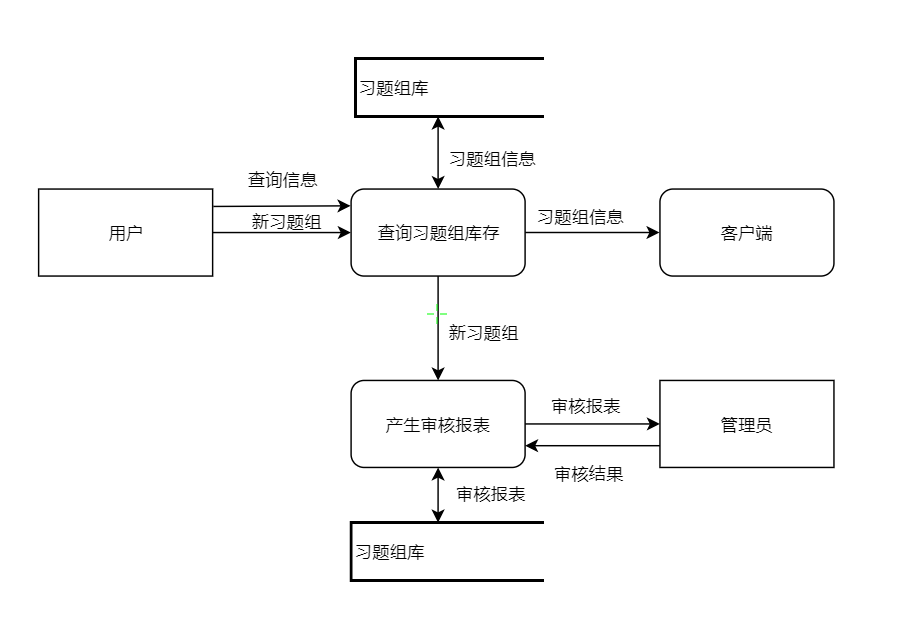 习题组库
习题组信息
查询信息
新习题组
用户
查询习题组库存
习题组信息
客户端
新习题组
产生审核报表
审核报表
管理员
审核结果
审核报表
习题组库